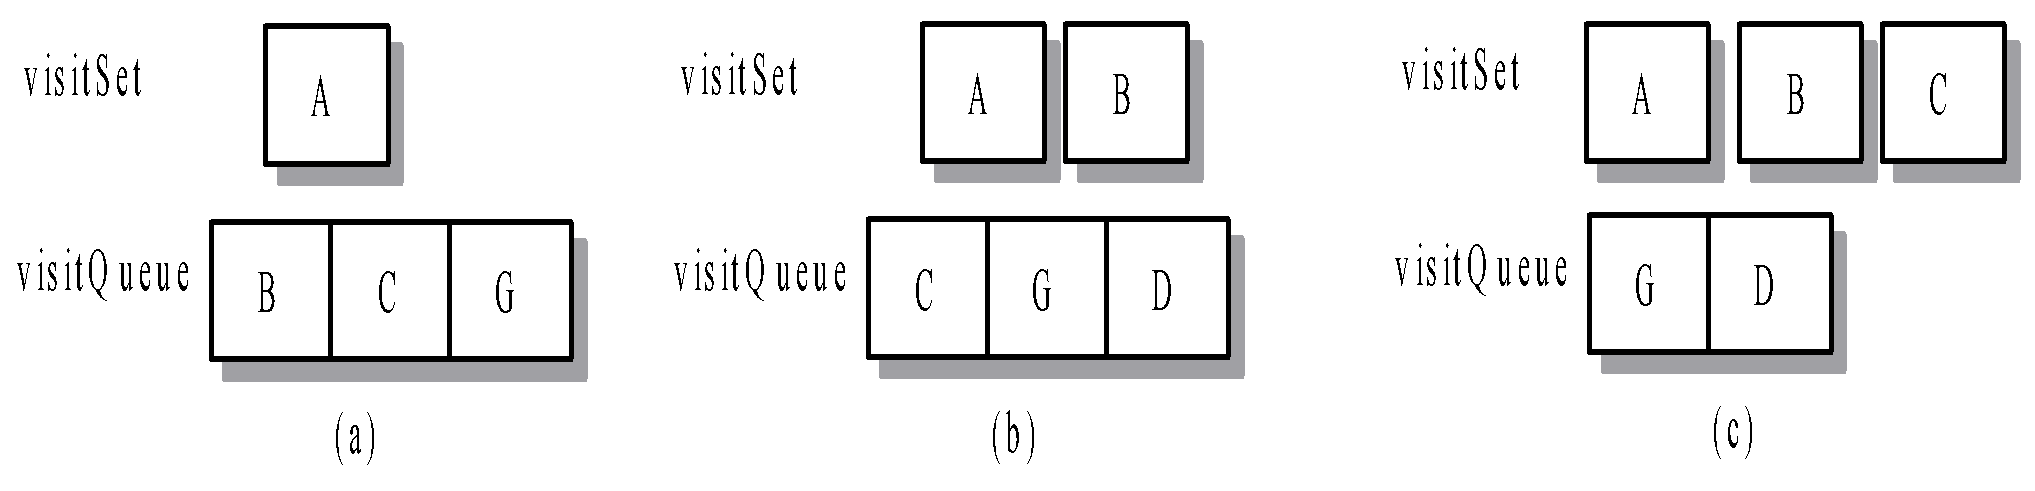 visitSet A
visitQueue B C G
(a)
visitSet A B
visitQueue C G D
(b)
visitSet A B C
visitQueue G D
(c)